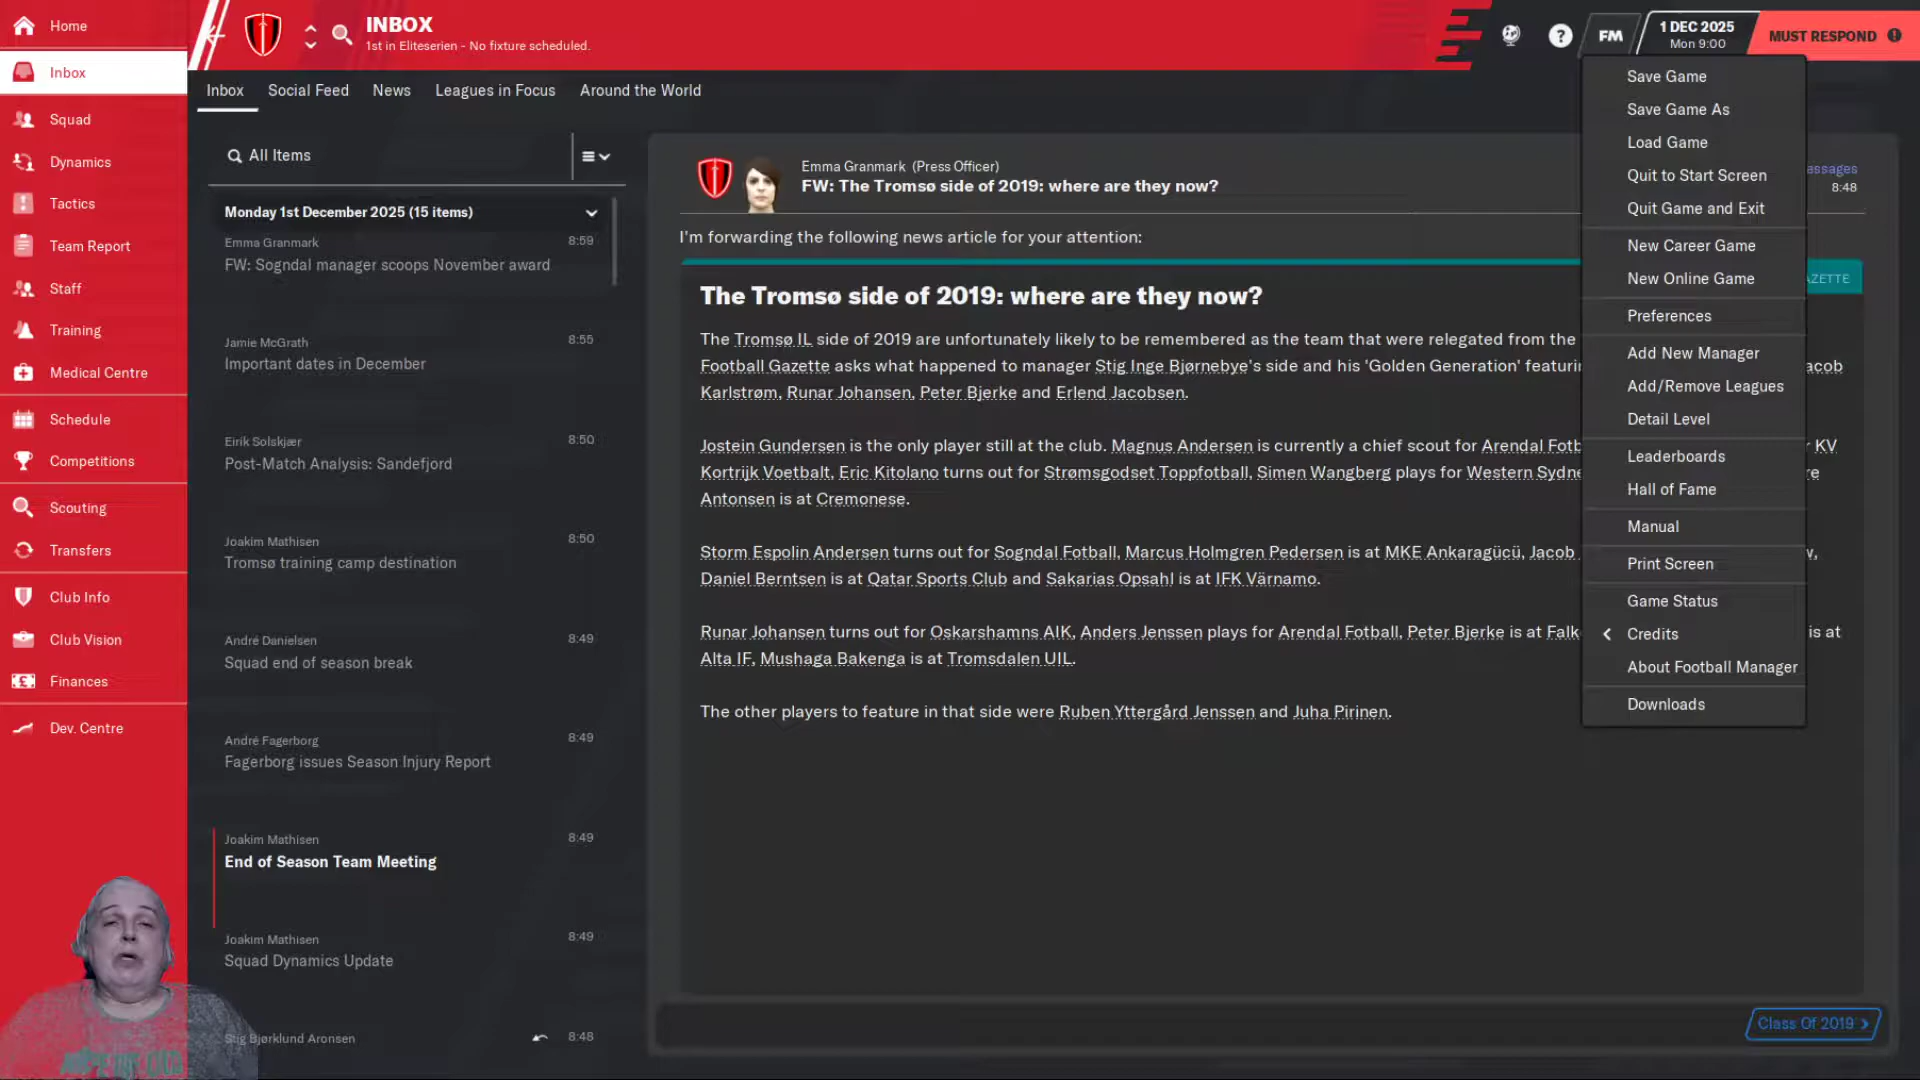 Home
Inbox
Squad
Dynamics
Tactics
Team Report
Staff
Training
Medical Centre
Schedule
Competitions
Scouting
Transfers
Club Info
Club Vision
Finances
Dev. Centre
INBOX
1st in Eliteserien - No fixture scheduled.
FM
1 DEC 2025
Mon 9:00
MUST RESPOND
Inbox Social Feed News Leagues in Focus Around the World
All Items
Monday 1st December 2025 (15 items)
Emma Granmark 8:59
FW: Sogndal manager scoops November award
Jamie McGrath 8:55
Important dates in December
Eirik Solskjær 8:50
Post-Match Analysis: Sandefjord
Joakim Mathisen 8:50
Tromsø training camp destination
André Danielsen 8:49
Squad end of season break
André Fagerborg 8:49
Fagerborg issues Season Injury Report
Joakim Mathisen 8:49
End of Season Team Meeting
Joakim Mathisen 8:49
Squad Dynamics Update
Stig Bjørklund Aronsen 8:48
Emma Granmark (Press Officer)
FW: The Tromsø side of 2019: where are they now?
assages
8:48
I'm forwarding the following news article for your attention:
AZETTE
The Tromsø side of 2019: where are they now?
The Tromsø IL side of 2019 are unfortunately likely to be remembered as the team that were relegated from the
Football Gazette asks what happened to manager Stig Inge Bjørnebye's side and his 'Golden Generation' featurin acob
Karlstrøm, Runar Johansen, Peter Bjerke and Erlend Jacobsen.
Jostein Gundersen is the only player still at the club. Magnus Andersen is currently a chief scout for Arendal Fotb r KV
Kortrijk Voetbalt, Eric Kitolano turns out for Strømsgodset Toppfotball, Simen Wangberg plays for Western Sydne re
Antonsen is at Cremonese.
Storm Espolin Andersen turns out for Sogndal Fotball, Marcus Holmgren Pedersen is at MKE Ankaragücü, Jacob w,
Daniel Berntsen is at Qatar Sports Club and Sakarias Opsahl is at IFK Värnamo.
Runar Johansen turns out for Oskarshamns AIK, Anders Jenssen plays for Arendal Fotball, Peter Bjerke is at Falk is at
Alta IF, Mushaga Bakenga is at Tromsdalen UIL.
The other players to feature in that side were Ruben Yttergård Jenssen and Juha Pirinen.
Class Of 2019
Save Game
Save Game As
Load Game
Quit to Start Screen
Quit Game and Exit
New Career Game
New Online Game
Preferences
Add New Manager
Add/Remove Leagues
Detail Level
Leaderboards
Hall of Fame
Manual
Print Screen
Game Status
Credits
About Football Manager
Downloads